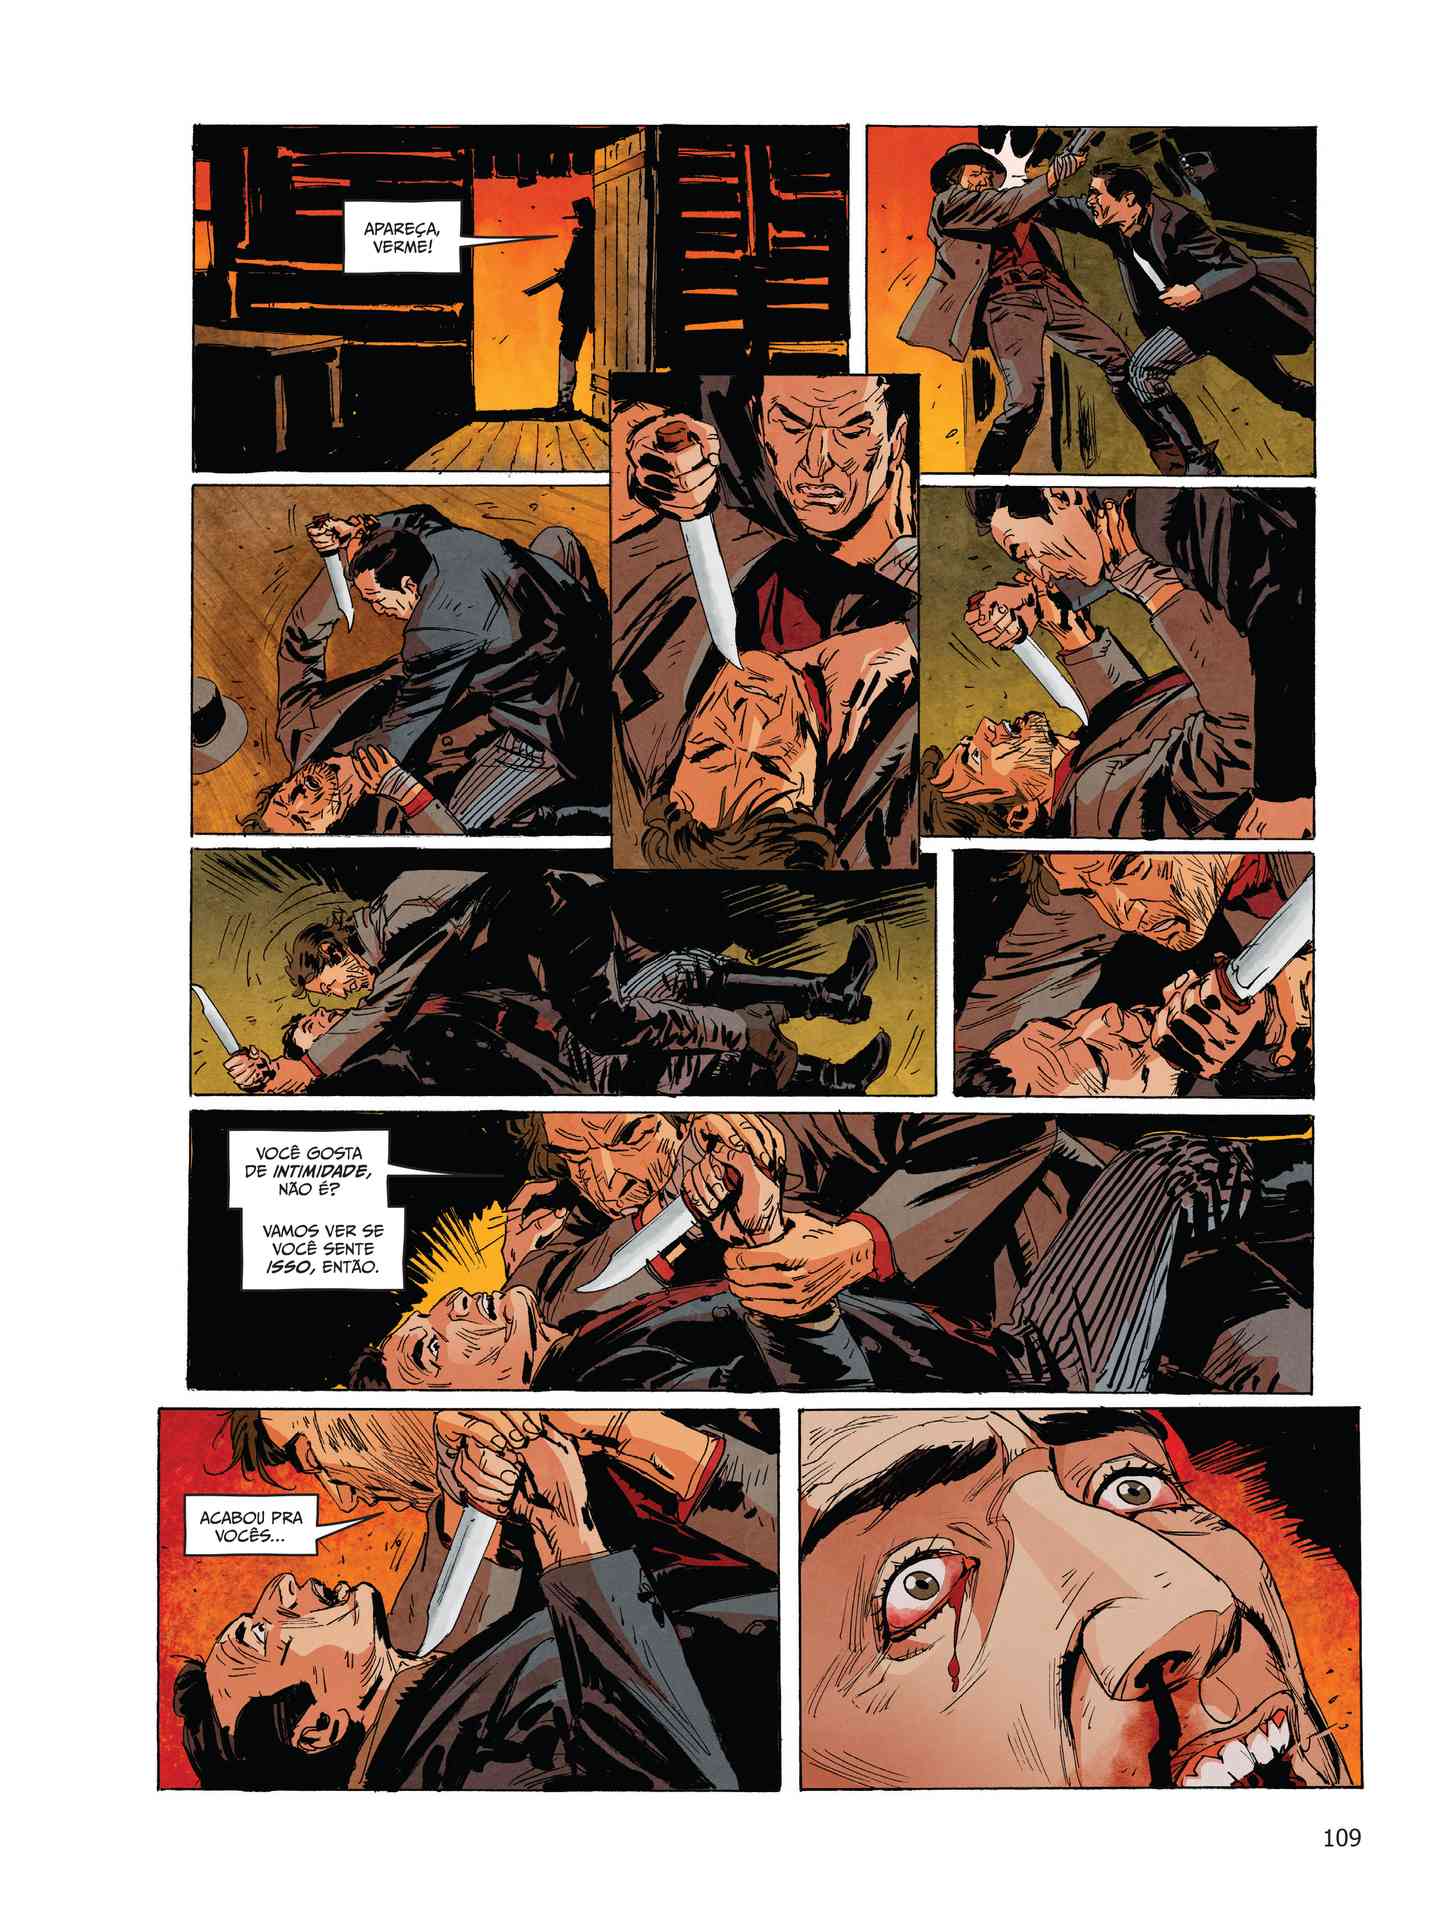 APAREÇA,
VERME!
VOCÊ GOSTA
DE INTIMIDADE,
NÃO É?
VAMOS VER SE
VOCÊ SENTE
ISSO, ENTÃO.
ACABOU PRA
VOCÊS...
109